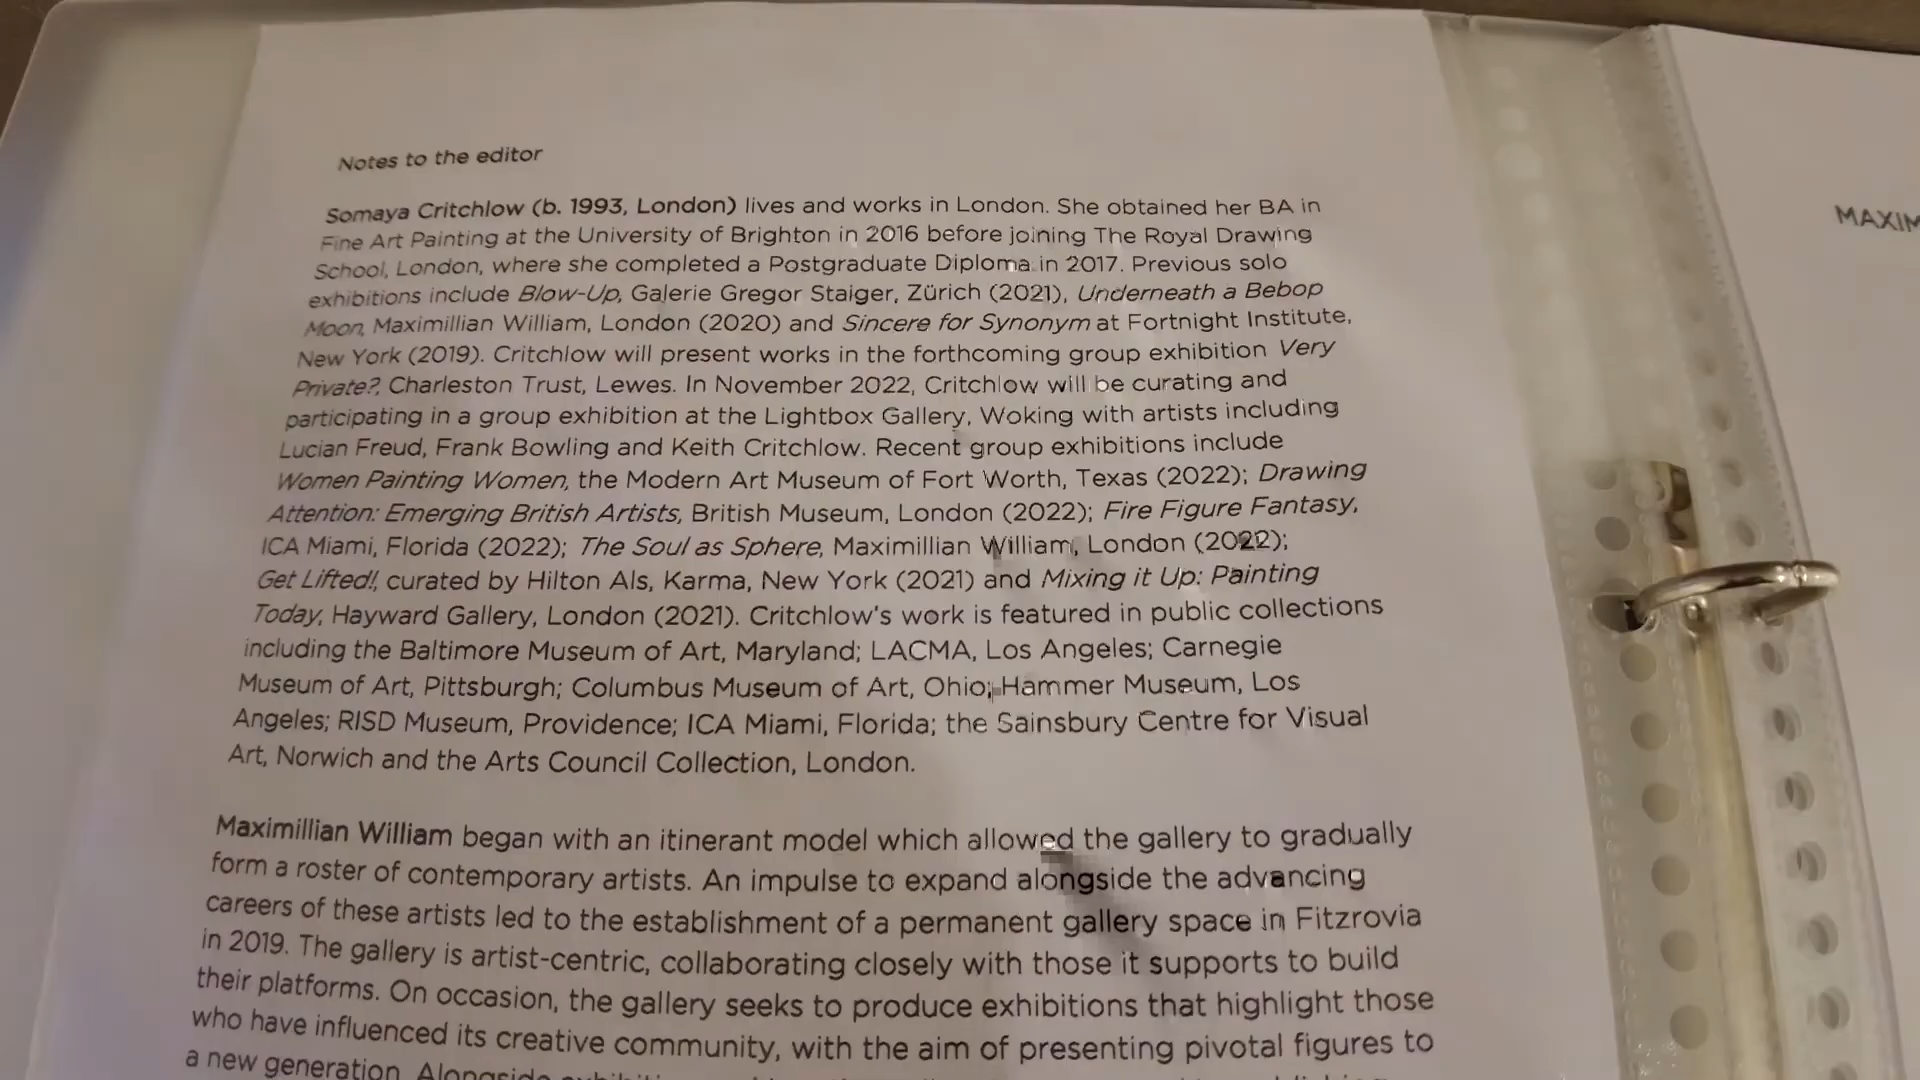 Notes to the editor
Somaya Critchlow (b. 1993, London) lives and works in London. She obtained her BA in
Fine Art Painting at the University of Brighton in 2016 before joining The Royal Drawing
School, London, where she completed a Postgraduate Diploma in 2017. Previous solo
exhibitions include Blow-Up, Galerie Gregor Staiger, Zürich (2021), Underneath a Bebop
Moon, Maximillian William, London (2020) and Sincere for Synonym at Fortnight Institute,
New York (2019). Critchlow will present works in the forthcoming group exhibition Very
Private?, Charleston Trust, Lewes. In November 2022, Critchlow will be curating and
participating in a group exhibition at the Lightbox Gallery, Woking with artists including
Lucian Freud, Frank Bowling and Keith Critchlow. Recent group exhibitions include
Women Painting Women, the Modern Art Museum of Fort Worth, Texas (2022); Drawing
Attention: Emerging British Artists, British Museum, London (2022); Fire Figure Fantasy,
ICA Miami, Florida (2022); The Soul as Sphere, Maximillian William, London (2022);
Get Lifted!, curated by Hilton Als, Karma, New York (2021) and Mixing it Up: Painting
Today, Hayward Gallery, London (2021). Critchlow's work is featured in public collections
including the Baltimore Museum of Art, Maryland; LACMA, Los Angeles; Carnegie
Museum of Art, Pittsburgh; Columbus Museum of Art, Ohio; Hammer Museum, Los
Angeles; RISD Museum, Providence; ICA Miami, Florida; the Sainsbury Centre for Visual
Art, Norwich and the Arts Council Collection, London.
Maximillian William began with an itinerant model which allowed the gallery to gradually
form a roster of contemporary artists. An impulse to expand alongside the advancing
careers of these artists led to the establishment of a permanent gallery space in Fitzrovia
in 2019. The gallery is artist-centric, collaborating closely with those it supports to build
their platforms. On occasion, the gallery seeks to produce exhibitions that highlight those
who have influenced its creative community, with the aim of presenting pivotal figures to
a new generation. Alongside
MAXIM